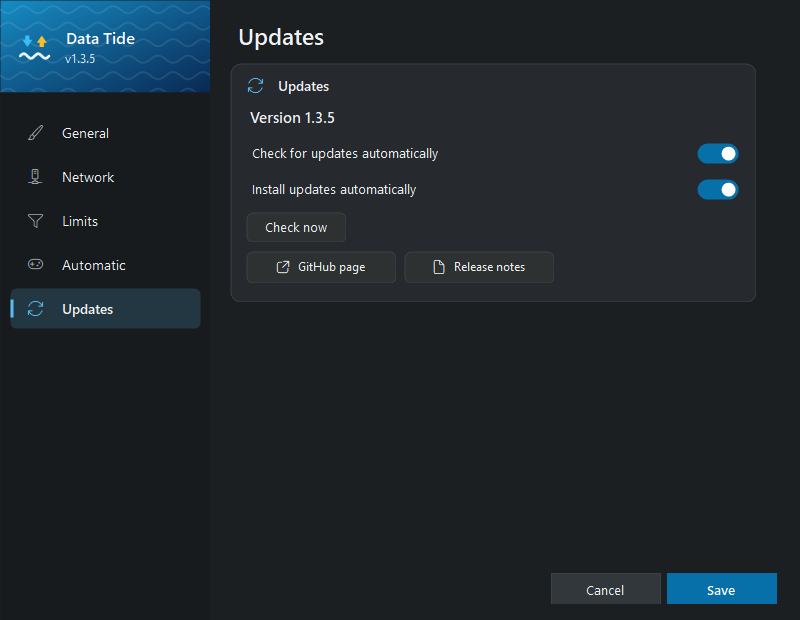 Data Tide
v1.3.5
General
Network
Limits
Automatic
Updates
Updates
Updates
Version 1.3.5
Check for updates automatically
Install updates automatically
Check now
GitHub page
Release notes
Cancel
Save